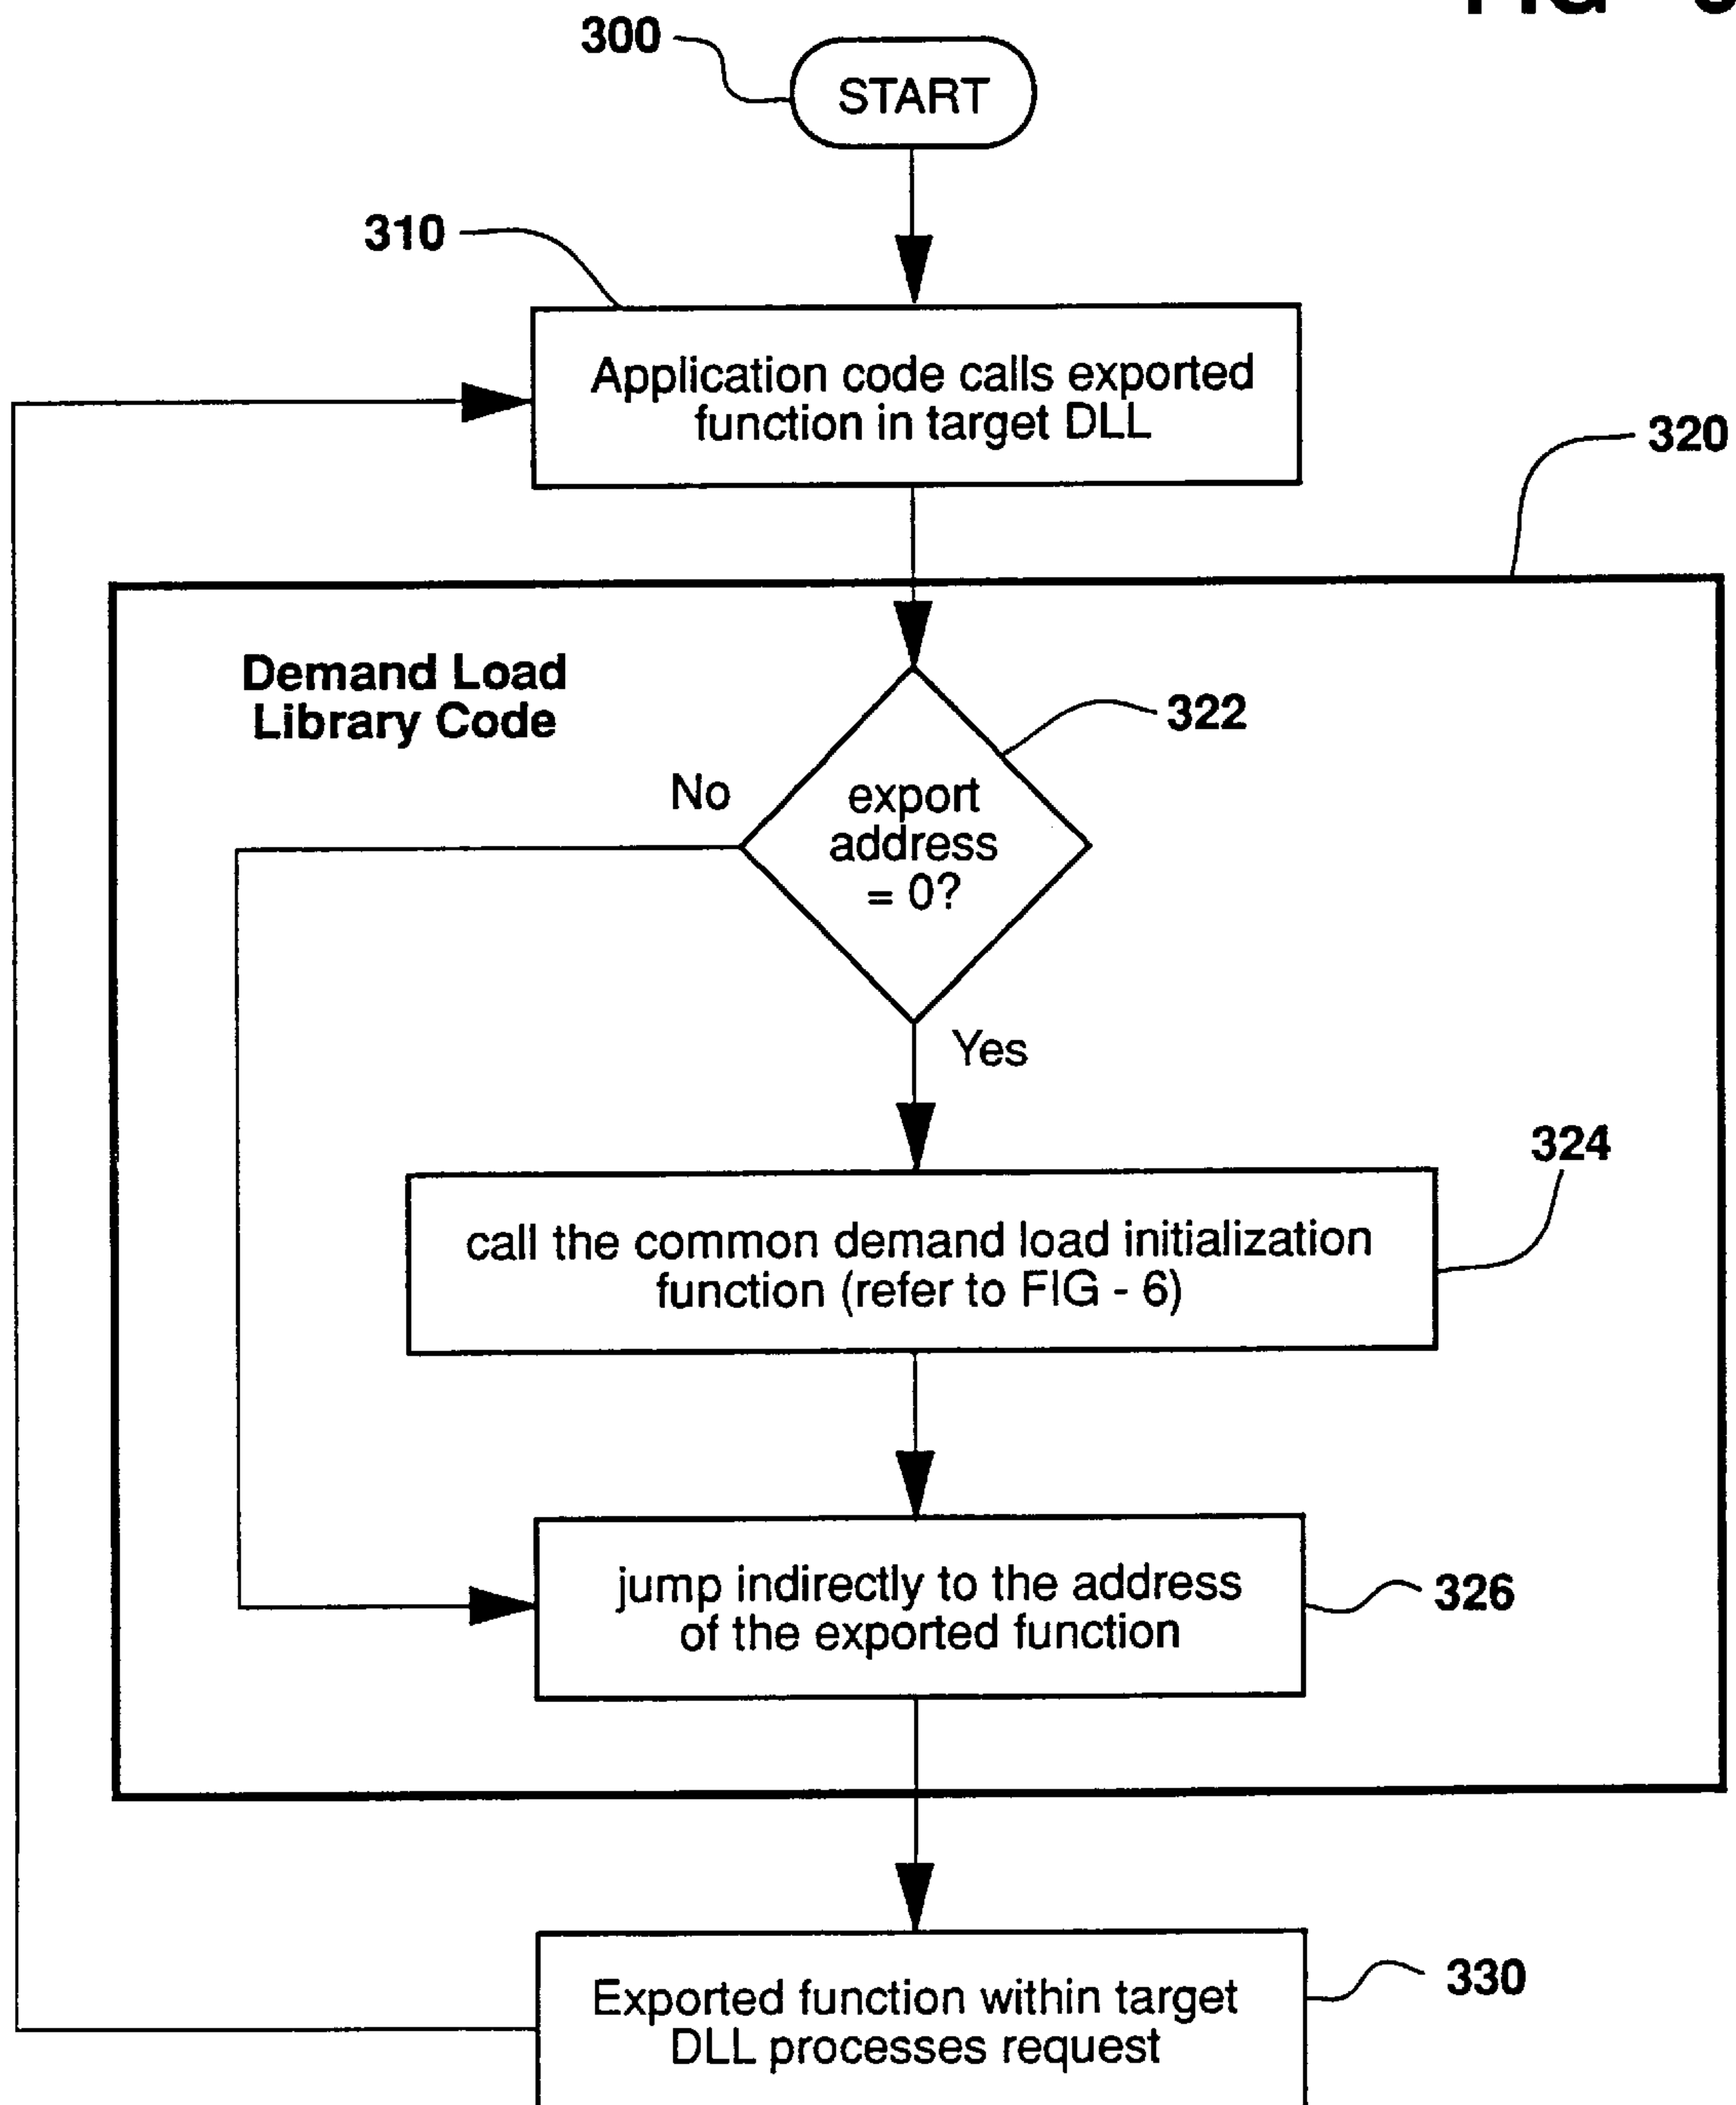 300
START
310
Application code calls exported
function in target DLL
320
Demand Load
Library Code
322
No
export
address
= 0?
Yes
324
call the common demand load initialization
function (refer to FIG - 6)
jump indirectly to the address
of the exported function
326
Exported function within target
DLL processes request
330